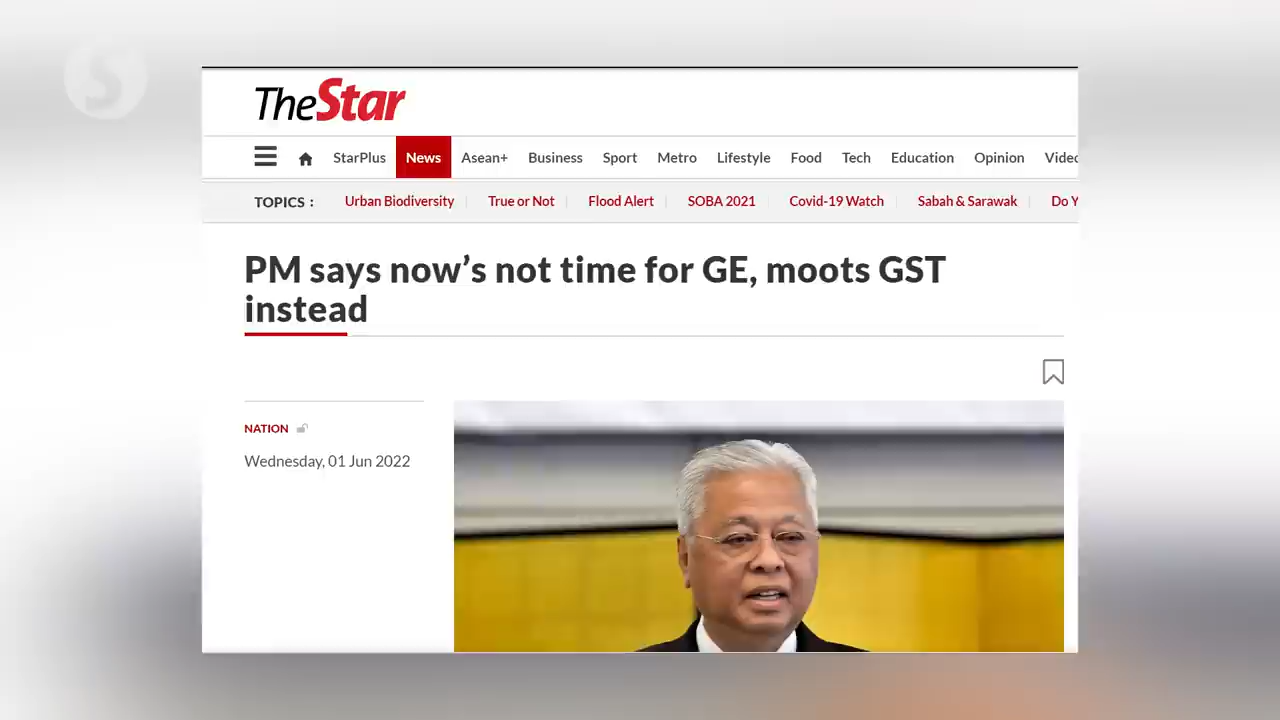 TheStar
StarPlus News Asean+ Business Sport Metro Lifestyle Food Tech Education Opinion
TOPICS : Urban Biodiversity True or Not Flood Alert SOBA 2021 Covid-19 Watch Sabah & Sarawak Do Y
PM says now’s not time for GE, moots GST
instead
NATION
Wednesday, 01 Jun 2022